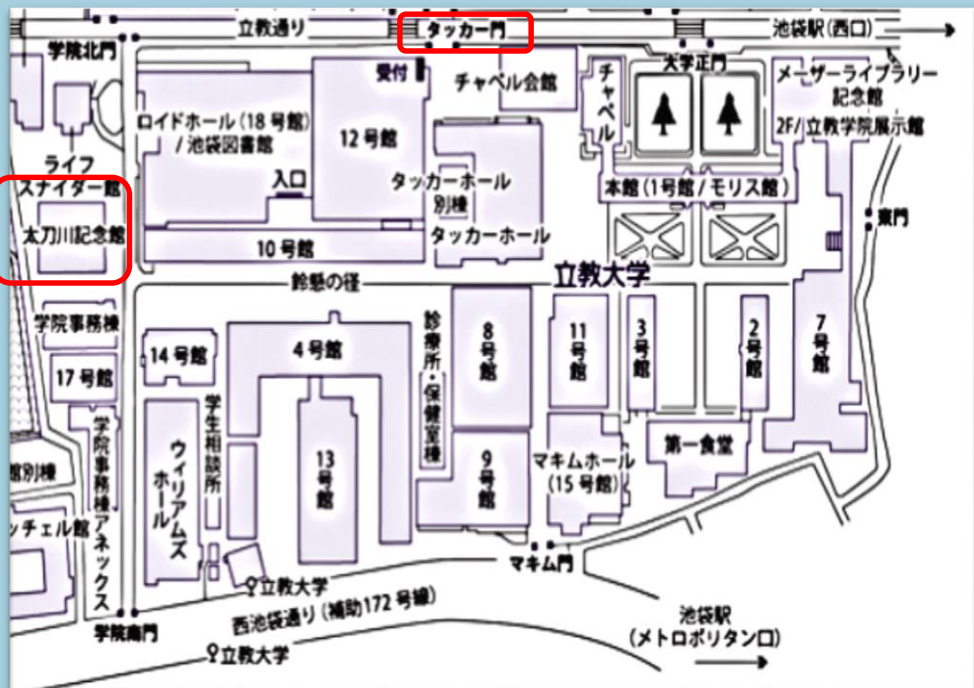 立教通り
タッカー門
池袋駅(西口)
学院北門
大学正門
受付
チャペル会館
チャペル
メーザーライブラリー
記念館
2F/立教学院展示館
ロイドホール(18号館)
/池袋図書館
12号館
入口
ライフ
スナイダー館
タッカーホール
別棟
タッカーホール
本館(1号館/モリス館)
太刀川記念館
10号館
東門
鈴懸の径
立教大学
学院事務棟
14号館
4号館
診療所・保健室棟
8号館
11号館
3号館
2号館
7号館
17号館
学院事務棟アネックス
ウィリアムズ
ホール
学生相談所
13号館
9号館
マキムホール
(15号館)
第一食堂
館別棟
ッチェル館
マキム門
立教大学
西池袋通り(補助172号線)
学院南門
立教大学
池袋駅
(メトロポリタン口)